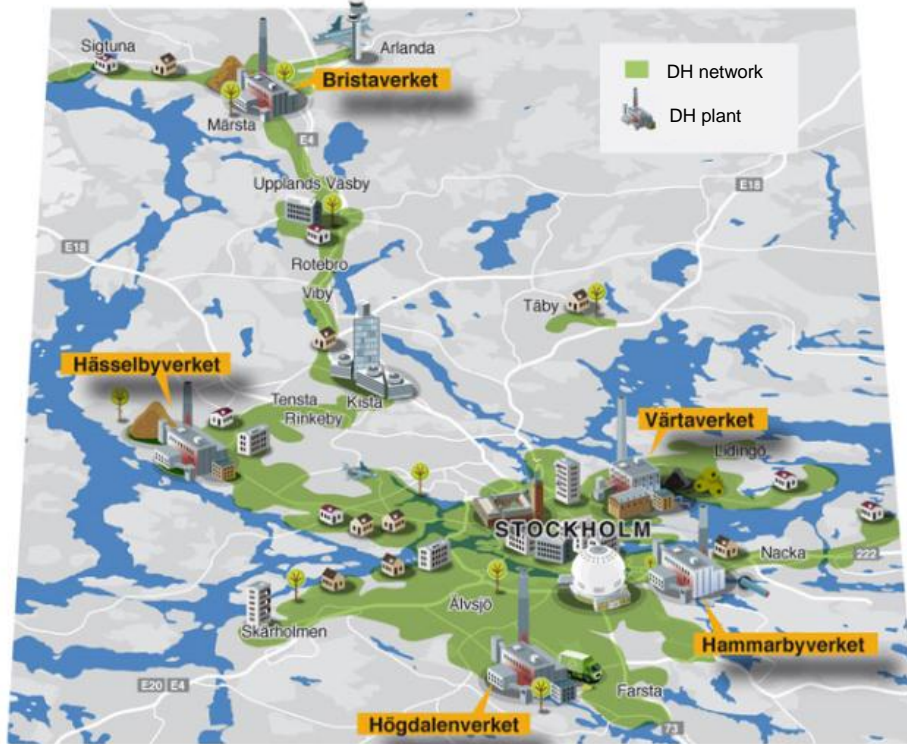 Sigtuna
Arlanda
Bristaverket
DH network
DH plant
Märsta
E4
Upplands Väsby
E18
E18
Rotebro
Viby
Täby
Hässelbyverket
Tensta
Kista
Rinkeby
Värtaverket
Lidingö
STOCKHOLM
Nacka
222
Älvsjö
Skärholmen
Hammarbyverket
E20 E4
Farsta
Högdalenverket
73